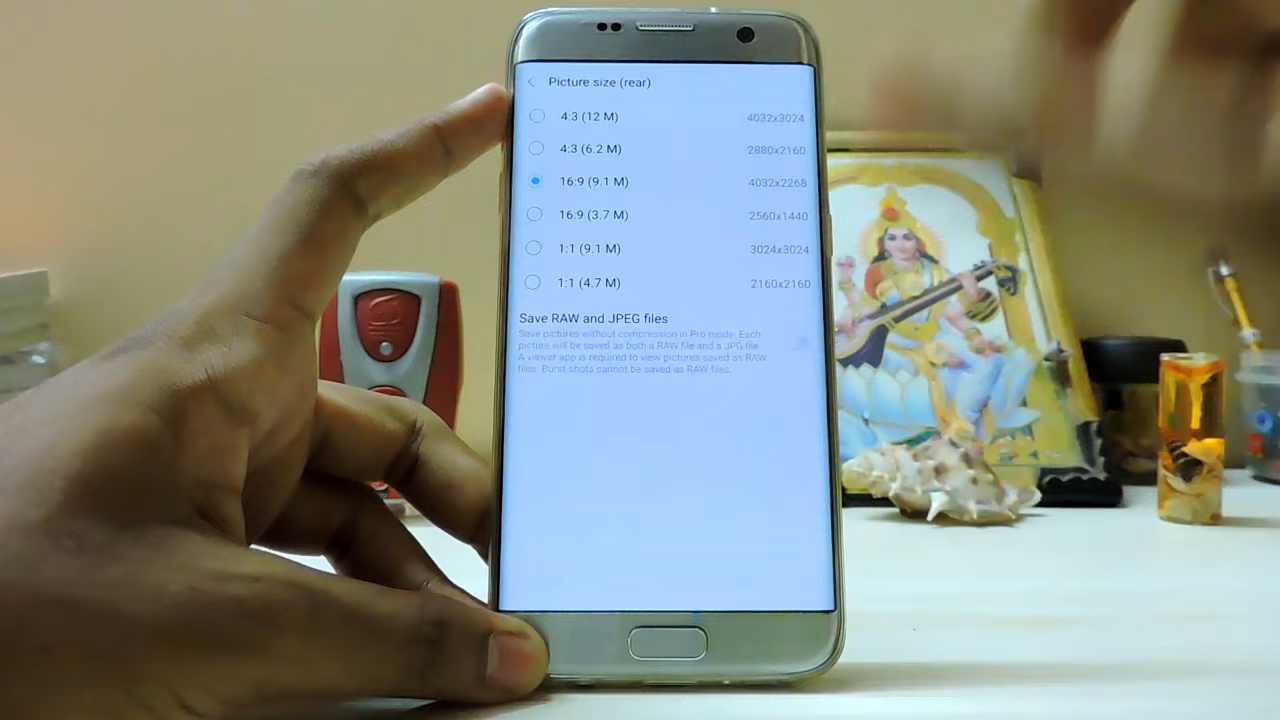 Picture size (rear)
4:3 (12 M) 4032x3024
4:3 (6.2 M) 2880x2160
16:9 (9.1 M) 4032x2268
16:9 (3.7 M) 2560x1440
1:1 (9.1 M) 3024x3024
1:1 (4.7 M) 2160x2160
Save RAW and JPEG files
Save pictures without compression in Pro mode. Each
picture will be saved as both a RAW file and a JPG file.
A viewer app is required to view pictures saved as RAW
files. Burst shots cannot be saved as RAW files.